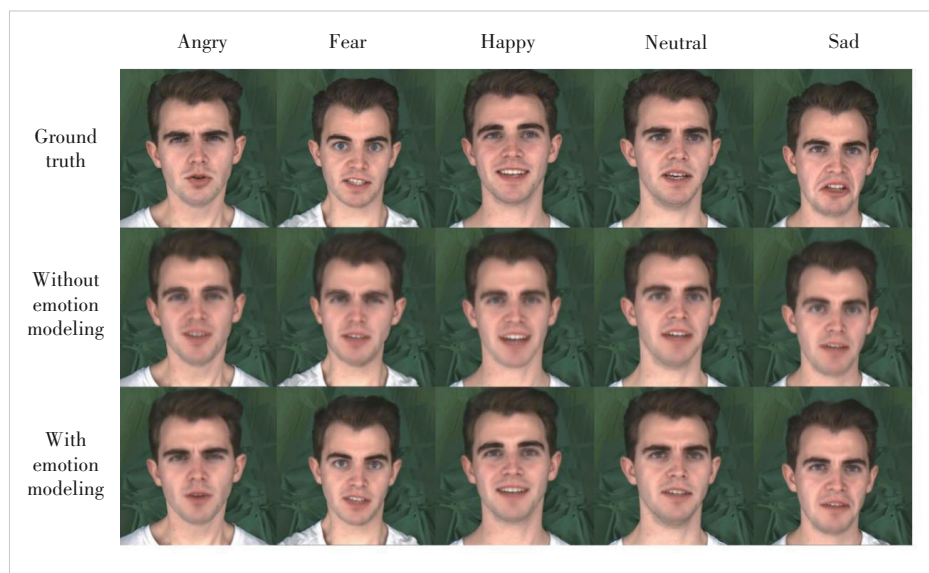 Angry Fear Happy Neutral Sad
Ground
truth
Without
emotion
modeling
With
emotion
modeling